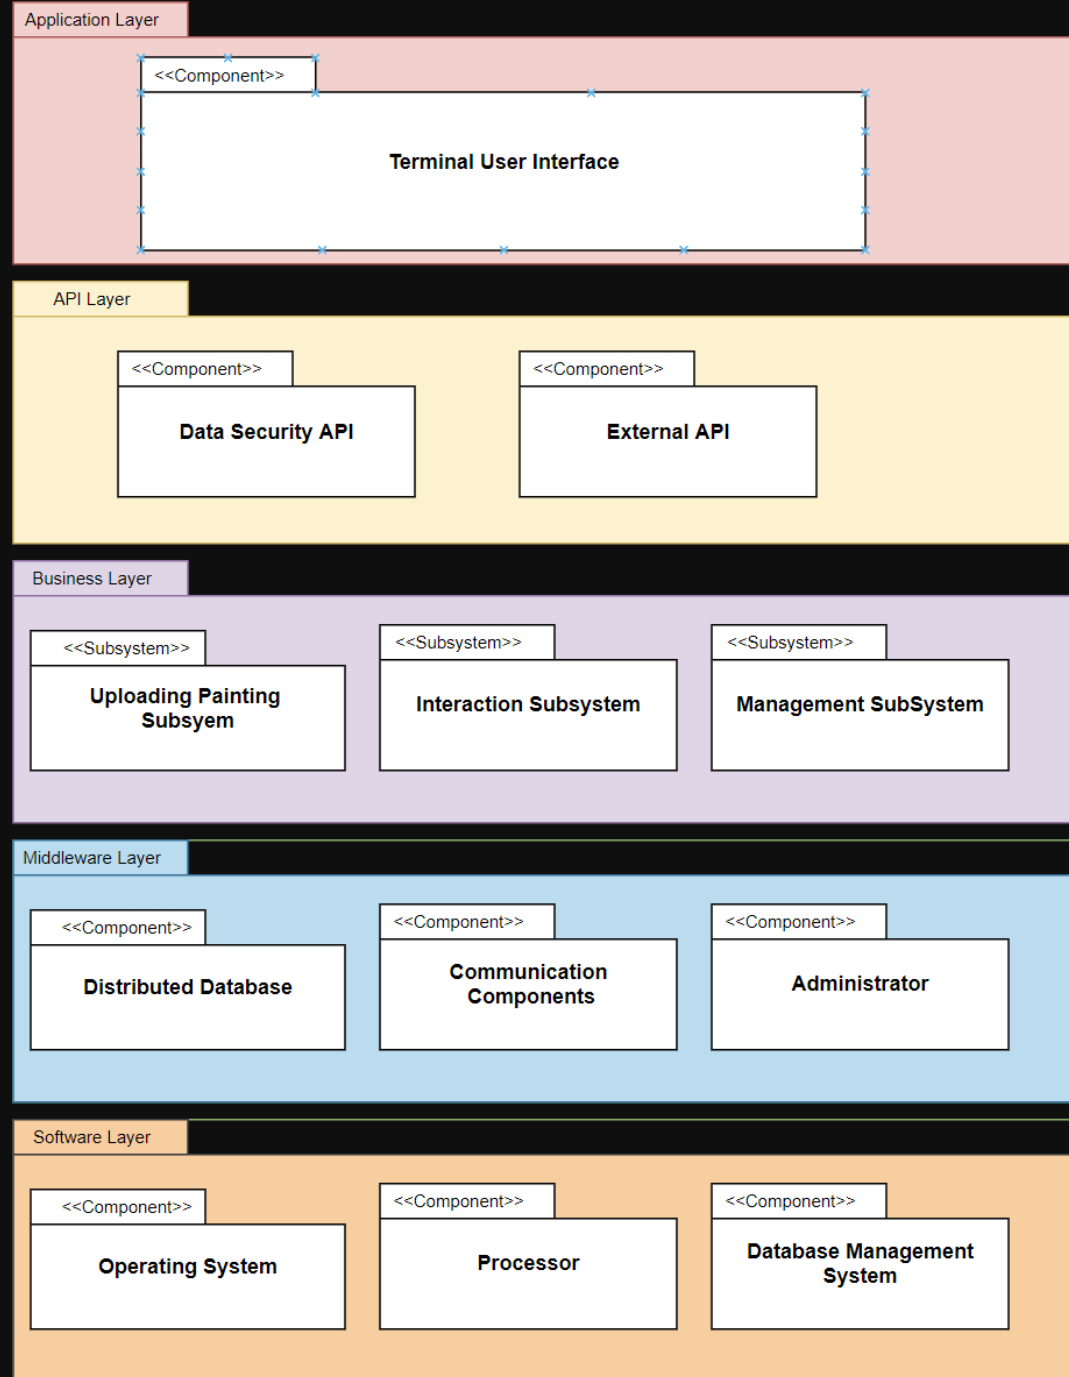 Application Layer
<<Component>>
Terminal User Interface
API Layer
<<Component>>
<<Component>>
Data Security API
External API
Business Layer
<<Subsystem>>
<<Subsystem>>
<<Subsystem>>
Uploading Painting
Subsyem
Interaction Subsystem
Management SubSystem
Middleware Layer
<<Component>>
<<Component>>
<<Component>>
Distributed Database
Communication
Components
Administrator
Software Layer
<<Component>>
<<Component>>
<<Component>>
Operating System
Processor
Database Management
System